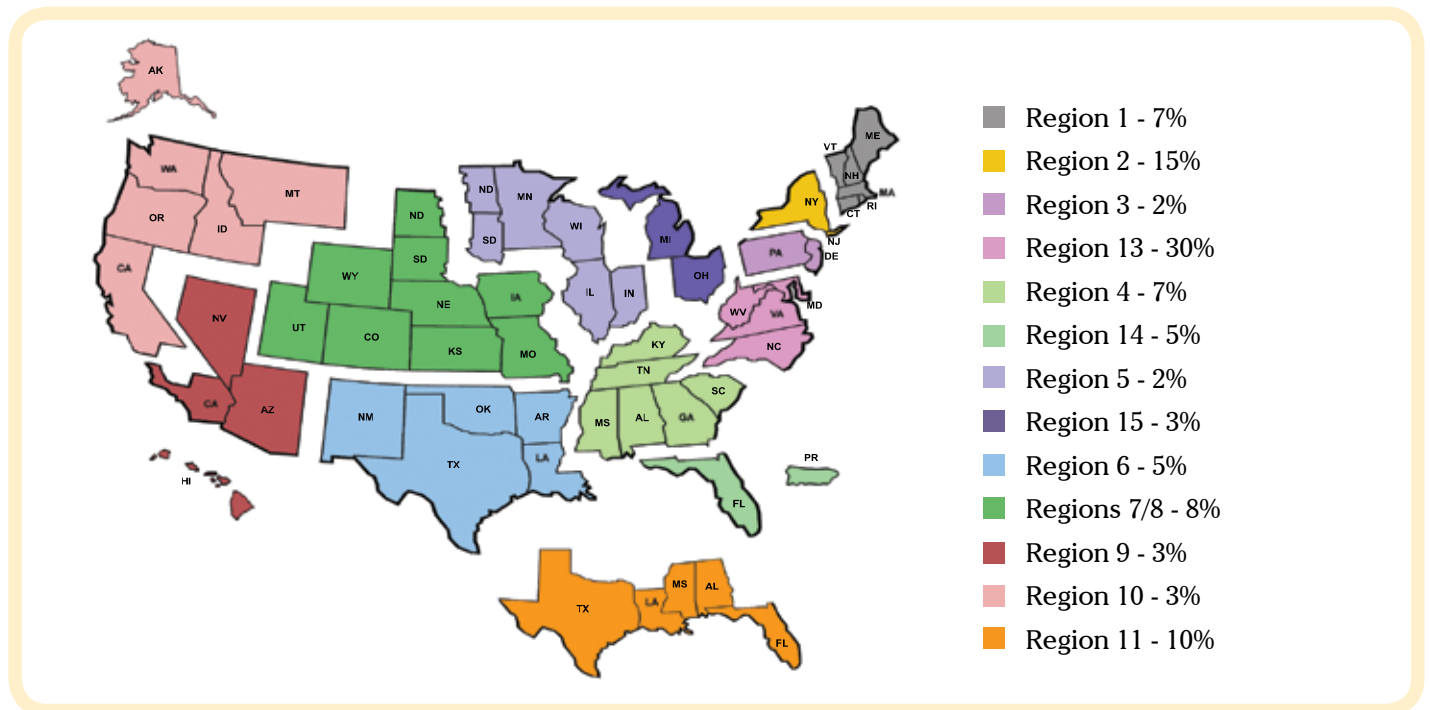 AK
WA
MT
OR
ID
CA
NV
CA
AZ
HI
ND
SD
WY
NE
IA
UT
CO
KS
MO
ND
MN
SD
WI
IL
IN
MI
OH
NM
OK
AR
TX
LA
KY
TN
SC
MS
AL
GA
FL
PR
TX
LA
MS
AL
FL
ME
VT
NH
MA
RI
CT
NY
NJ
PA
DE
MD
WV
VA
NC
Region 1 - 7%
Region 2 - 15%
Region 3 - 2%
Region 13 - 30%
Region 4 - 7%
Region 14 - 5%
Region 5 - 2%
Region 15 - 3%
Region 6 - 5%
Regions 7/8 - 8%
Region 9 - 3%
Region 10 - 3%
Region 11 - 10%